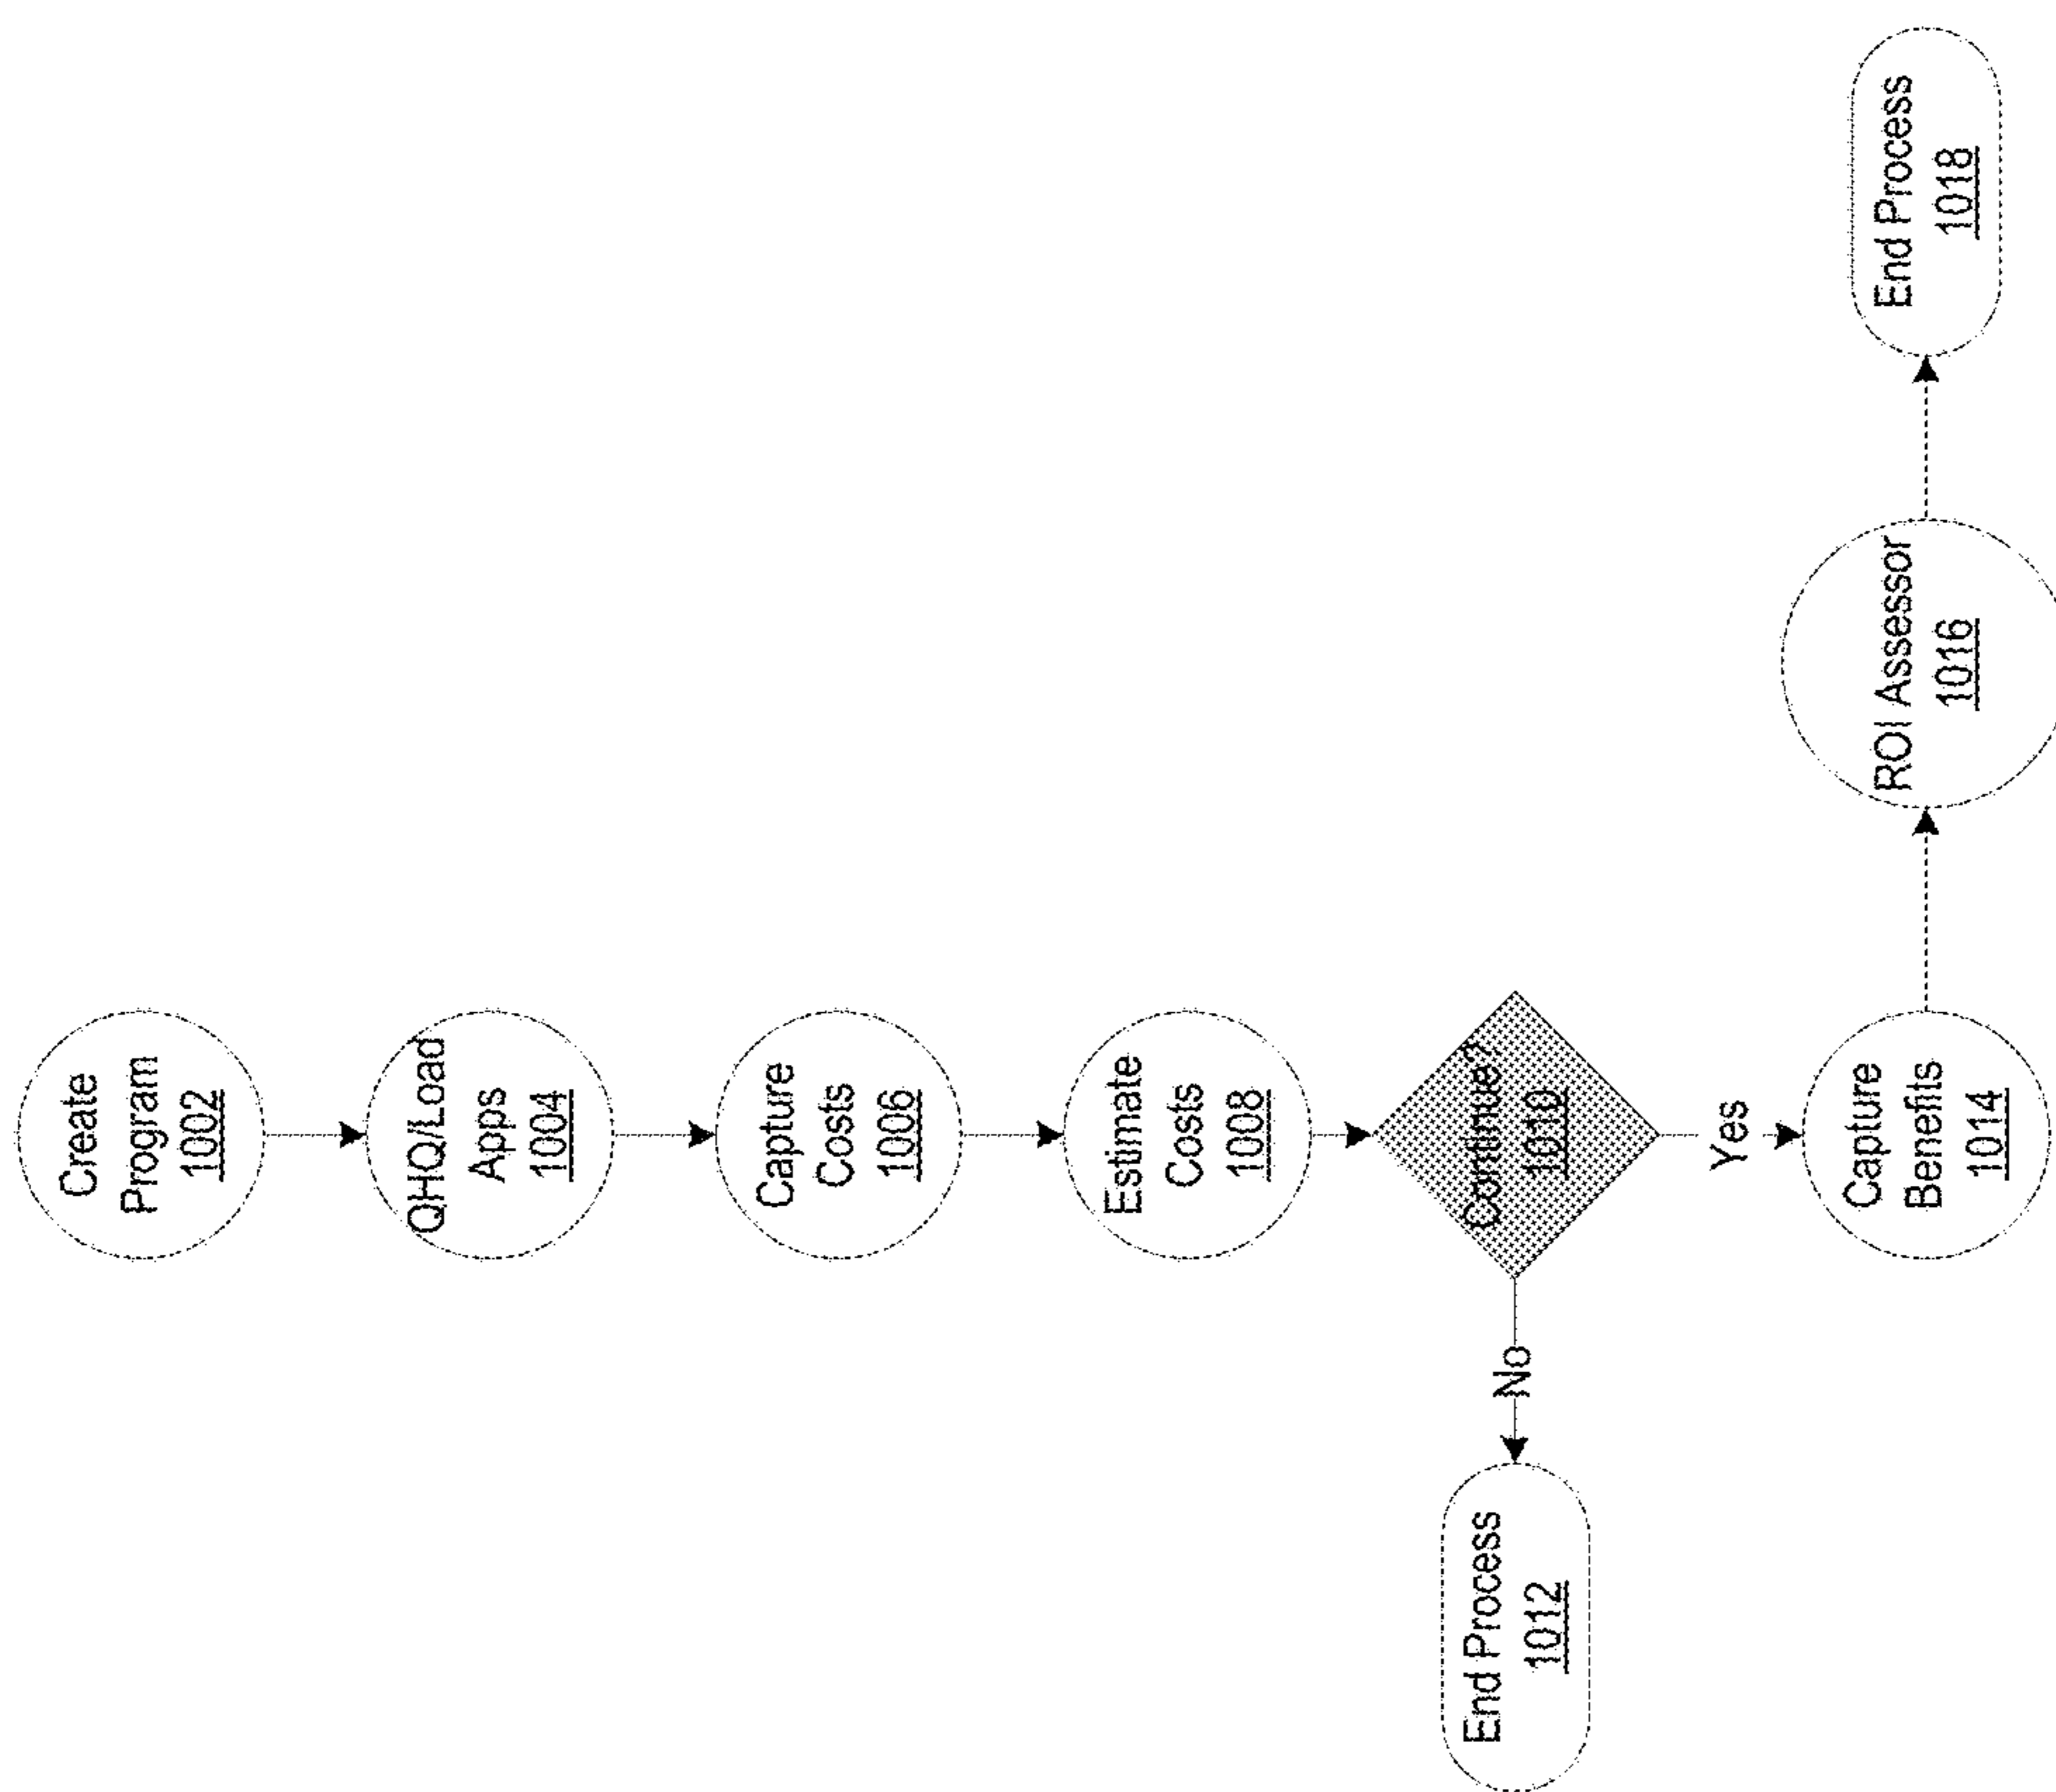 Create
Program
1002
QHQ/Load
Apps
1004
Capture
Costs
1006
Estimate
Costs
1008
Continue?
1010
No
End Process
1012
Yes
Capture
Benefits
1014
ROI Assessor
1016
End Process
1018